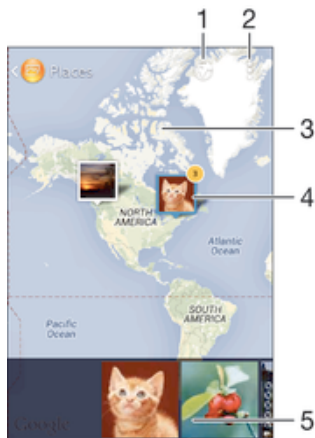 1 2
Places
3
4
NORTH
AMERICA
Atlantic
Ocean
SOUTH
AMERICA
Pacific
Ocean
5
Google